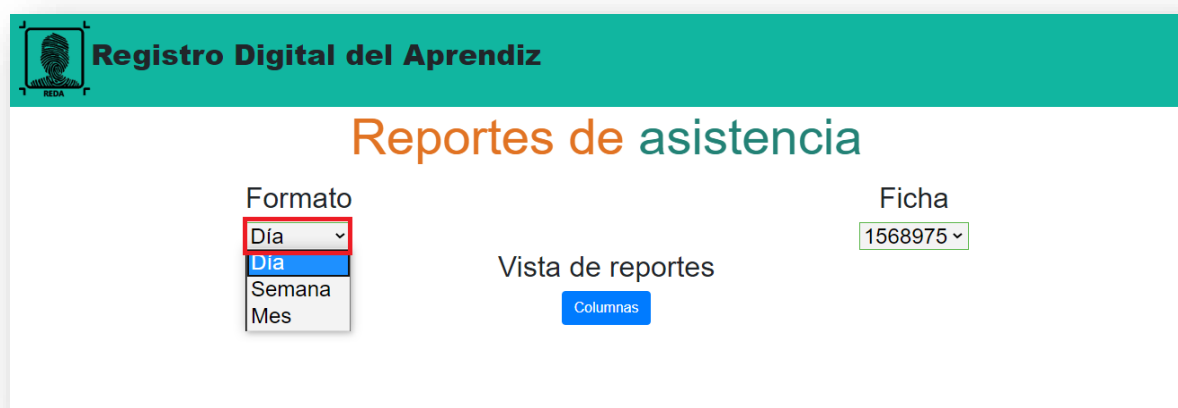 Registro Digital del Aprendiz
REDA
Reportes de asistencia
Formato
Ficha
Día
1568975
Día
Semana
Mes
Vista de reportes
Columnas